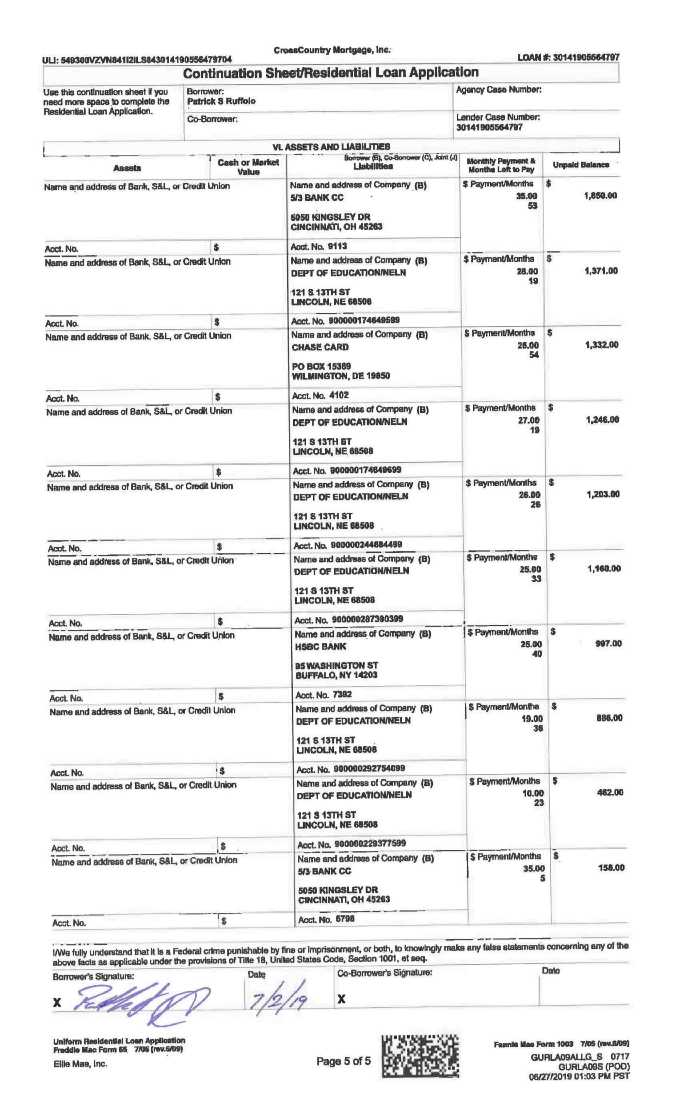 CrossCountry Mortgage, Inc.
ULI: 549300VZVN841I2ILS843014190556479704 LOAN #: 30141905564797
Continuation Sheet/Residential Loan Application
Use this continuation sheet if you need more space to complete the Residential Loan Application.
Borrower:
Patrick S Ruffolo
Co-Borrower:
Agency Case Number:
Lender Case Number:
30141905564797
VI. ASSETS AND LIABILITIES
Assets
Cash or Market Value
Borrower (B), Co-Borrower (C), Joint (J)
Liabilities
Monthly Payment & Months Left to Pay
Unpaid Balance
Name and address of Bank, S&L, or Credit Union
Name and address of Company (B) $ Payment/Months $
5/3 BANK CC 35.00 1,850.00
53
5050 KINGSLEY DR
CINCINNATI, OH 45263
Acct. No. $ Acct. No. 9113
Name and address of Bank, S&L, or Credit Union
Name and address of Company (B) $ Payment/Months $
DEPT OF EDUCATION/NELN 28.00 1,371.00
19
121 S 13TH ST
LINCOLN, NE 68508
Acct. No. $ Acct. No. 900000174649599
Name and address of Bank, S&L, or Credit Union
Name and address of Company (B) $ Payment/Months $
CHASE CARD 25.00 1,332.00
54
PO BOX 15369
WILMINGTON, DE 19850
Acct. No. $ Acct. No. 4102
Name and address of Bank, S&L, or Credit Union
Name and address of Company (B) $ Payment/Months $
DEPT OF EDUCATION/NELN 27.00 1,246.00
19
121 S 13TH ST
LINCOLN, NE 68508
Acct. No. $ Acct. No. 900000174649699
Name and address of Bank, S&L, or Credit Union
Name and address of Company (B) $ Payment/Months $
DEPT OF EDUCATION/NELN 26.00 1,203.00
26
121 S 13TH ST
LINCOLN, NE 68508
Acct. No. $ Acct. No. 900000244684499
Name and address of Bank, S&L, or Credit Union
Name and address of Company (B) $ Payment/Months $
DEPT OF EDUCATION/NELN 25.00 1,160.00
33
121 S 13TH ST
LINCOLN, NE 68508
Acct. No. $ Acct. No. 900000287390399
Name and address of Bank, S&L, or Credit Union
Name and address of Company (B) $ Payment/Months $
HSBC BANK 25.00 997.00
40
95 WASHINGTON ST
BUFFALO, NY 14203
Acct. No. $ Acct. No. 7392
Name and address of Bank, S&L, or Credit Union
Name and address of Company (B) $ Payment/Months $
DEPT OF EDUCATION/NELN 19.00 886.00
36
121 S 13TH ST
LINCOLN, NE 68508
Acct. No. $ Acct. No. 900000292754099
Name and address of Bank, S&L, or Credit Union
Name and address of Company (B) $ Payment/Months $
DEPT OF EDUCATION/NELN 10.00 462.00
23
121 S 13TH ST
LINCOLN, NE 68508
Acct. No. $ Acct. No. 900000229377599
Name and address of Bank, S&L, or Credit Union
Name and address of Company (B) $ Payment/Months $
5/3 BANK CC 35.00 158.00
5
5050 KINGSLEY DR
CINCINNATI, OH 45263
Acct. No. $ Acct. No. 6798
I/We fully understand that it is a Federal crime punishable by fine or imprisonment, or both, to knowingly make any false statements concerning any of the
above facts as applicable under the provisions of Title 18, United States Code, Section 1001, et seq.
Borrower's Signature: Date Co-Borrower's Signature: Date
X 7/2/19 X
Uniform Residential Loan Application
Freddie Mac Form 65 7/05 (rev.6/09)
Ellie Mae, Inc.
Page 5 of 5
Fannie Mae Form 1003 7/05 (rev.6/09)
GURLA09ALLG_S 0717
GURLA09S (POD)
06/27/2019 01:03 PM PST